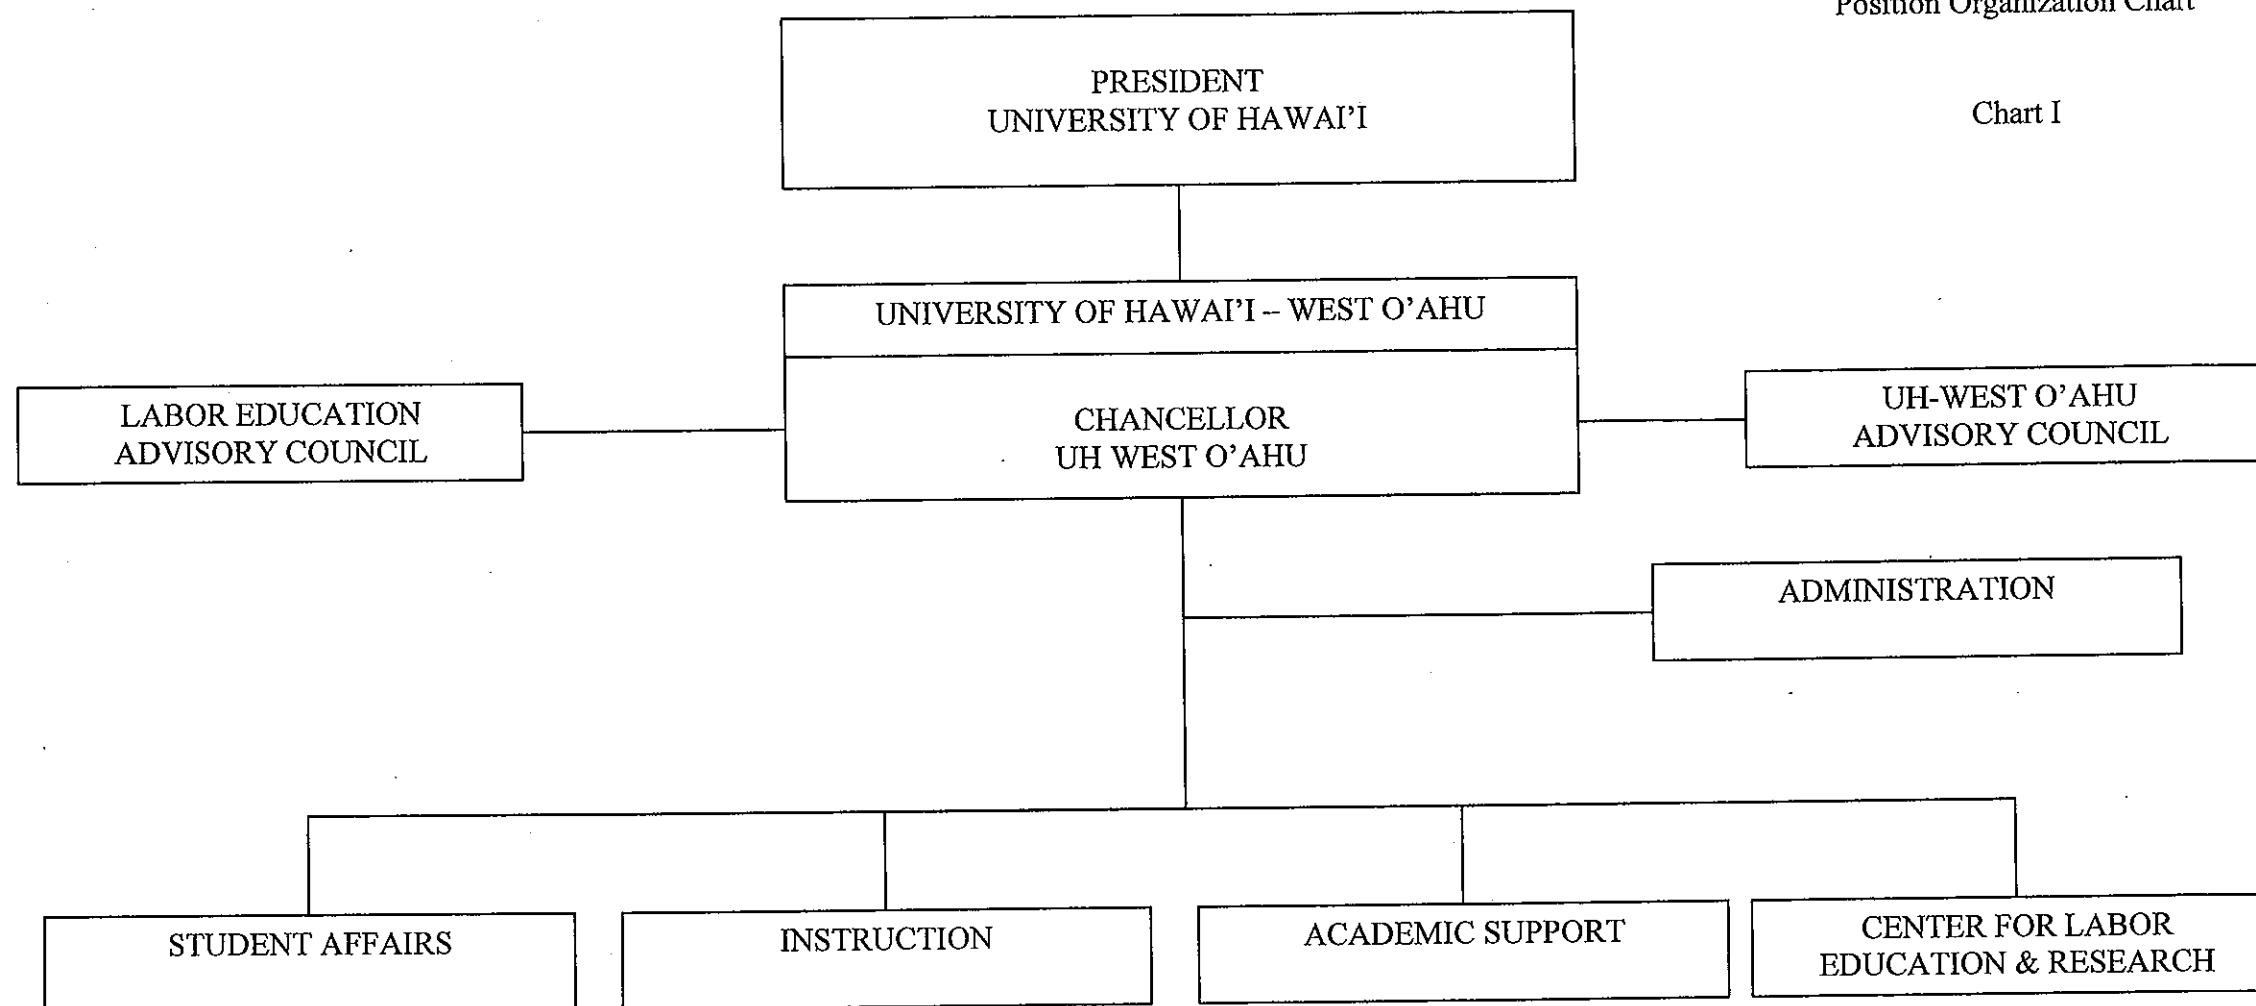 Position Organization Chart
Chart I
PRESIDENT
UNIVERSITY OF HAWAI’I
UNIVERSITY OF HAWAI’I – WEST O’AHU
LABOR EDUCATION
ADVISORY COUNCIL
CHANCELLOR
UH WEST O’AHU
UH-WEST O’AHU
ADVISORY COUNCIL
ADMINISTRATION
STUDENT AFFAIRS
INSTRUCTION
ACADEMIC SUPPORT
CENTER FOR LABOR
EDUCATION & RESEARCH